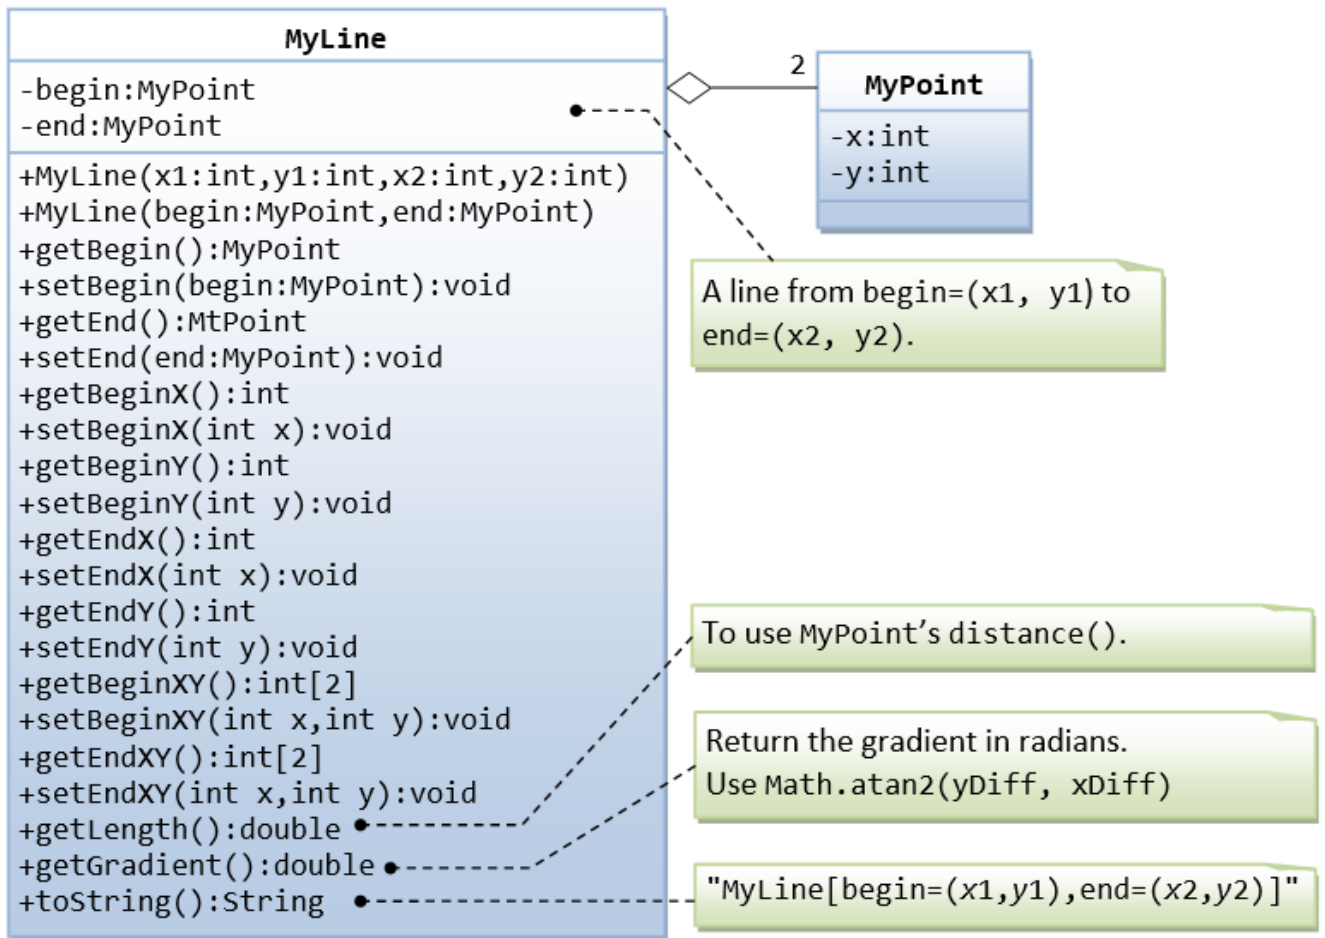 MyLine
-begin:MyPoint
-end:MyPoint
+MyLine(x1:int,y1:int,x2:int,y2:int)
+MyLine(begin:MyPoint,end:MyPoint)
+getBegin():MyPoint
+setBegin(begin:MyPoint):void
+getEnd():MtPoint
+setEnd(end:MyPoint):void
+getBeginX():int
+setBeginX(int x):void
+getBeginY():int
+setBeginY(int y):void
+getEndX():int
+setEndX(int x):void
+getEndY():int
+setEndY(int y):void
+getBeginXY():int[2]
+setBeginXY(int x,int y):void
+getEndXY():int[2]
+setEndXY(int x,int y):void
+getLength():double
+getGradient():double
+toString():String
2
MyPoint
-x:int
-y:int
A line from begin=(x1, y1) to
end=(x2, y2).
To use MyPoint's distance().
Return the gradient in radians.
Use Math.atan2(yDiff, xDiff)
"MyLine[begin=(x1,y1),end=(x2,y2)]"